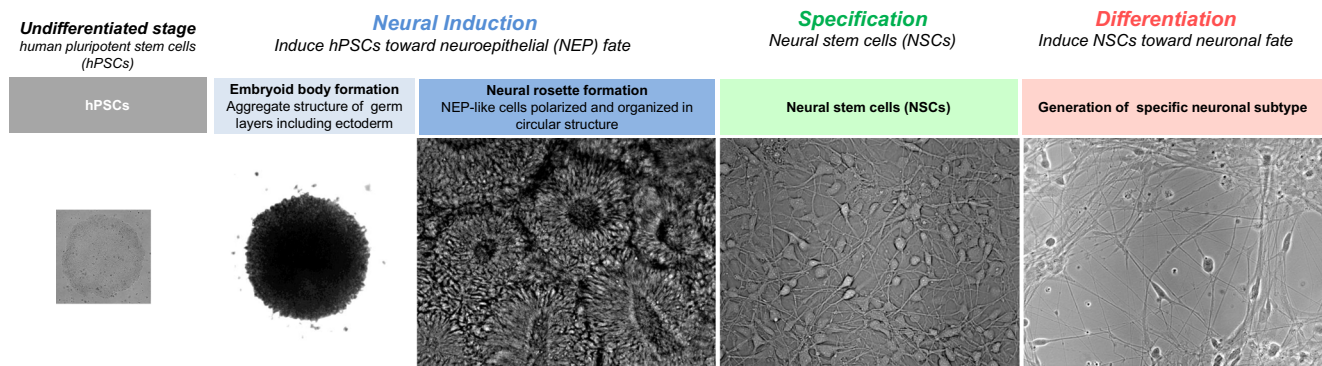 Undifferentiated stage
human pluripotent stem cells
(hPSCs)
Neural Induction
Induce hPSCs toward neuroepithelial (NEP) fate
Specification
Neural stem cells (NSCs)
Differentiation
Induce NSCs toward neuronal fate
hPSCs
Embryoid body formation
Aggregate structure of germ
layers including ectoderm
Neural rosette formation
NEP-like cells polarized and organized in
circular structure
Neural stem cells (NSCs)
Generation of specific neuronal subtype